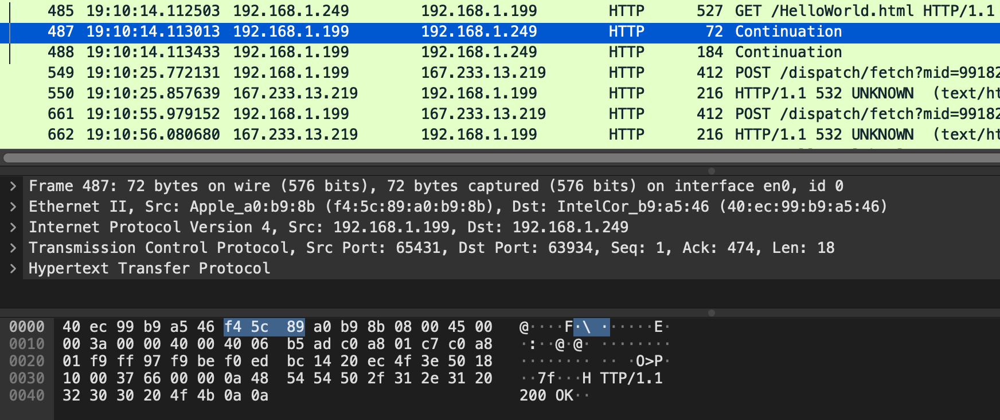 485 19:10:14.112503 192.168.1.249 192.168.1.199 HTTP 527 GET /HelloWorld.html HTTP/1.1
487 19:10:14.113013 192.168.1.199 192.168.1.249 HTTP 72 Continuation
488 19:10:14.113433 192.168.1.199 192.168.1.249 HTTP 184 Continuation
549 19:10:25.772131 192.168.1.199 167.233.13.219 HTTP 412 POST /dispatch/fetch?mid=99182
550 19:10:25.857639 167.233.13.219 192.168.1.199 HTTP 216 HTTP/1.1 532 UNKNOWN (text/ht
661 19:10:55.979152 192.168.1.199 167.233.13.219 HTTP 412 POST /dispatch/fetch?mid=99182
662 19:10:56.080680 167.233.13.219 192.168.1.199 HTTP 216 HTTP/1.1 532 UNKNOWN (text/ht
Frame 487: 72 bytes on wire (576 bits), 72 bytes captured (576 bits) on interface en0, id 0
Ethernet II, Src: Apple_a0:b9:8b (f4:5c:89:a0:b9:8b), Dst: IntelCor_b9:a5:46 (40:ec:99:b9:a5:46)
Internet Protocol Version 4, Src: 192.168.1.199, Dst: 192.168.1.249
Transmission Control Protocol, Src Port: 65431, Dst Port: 63934, Seq: 1, Ack: 474, Len: 18
Hypertext Transfer Protocol
0000 40 ec 99 b9 a5 46 f4 5c 89 a0 b9 8b 08 00 45 00 @····F·\ ······E·
0010 00 3a 00 00 40 00 40 06 b5 ad c0 a8 01 c7 c0 a8 ·:··@·@· ········
0020 01 f9 ff 97 f9 be f0 ed bc 14 20 ec 4f 3e 50 18 ········ ·· ·O>P·
0030 10 00 37 66 00 00 0a 48 54 54 50 2f 31 2e 31 20 ··7f···H TTP/1.1
0040 32 30 30 20 4f 4b 0a 0a 200 OK··